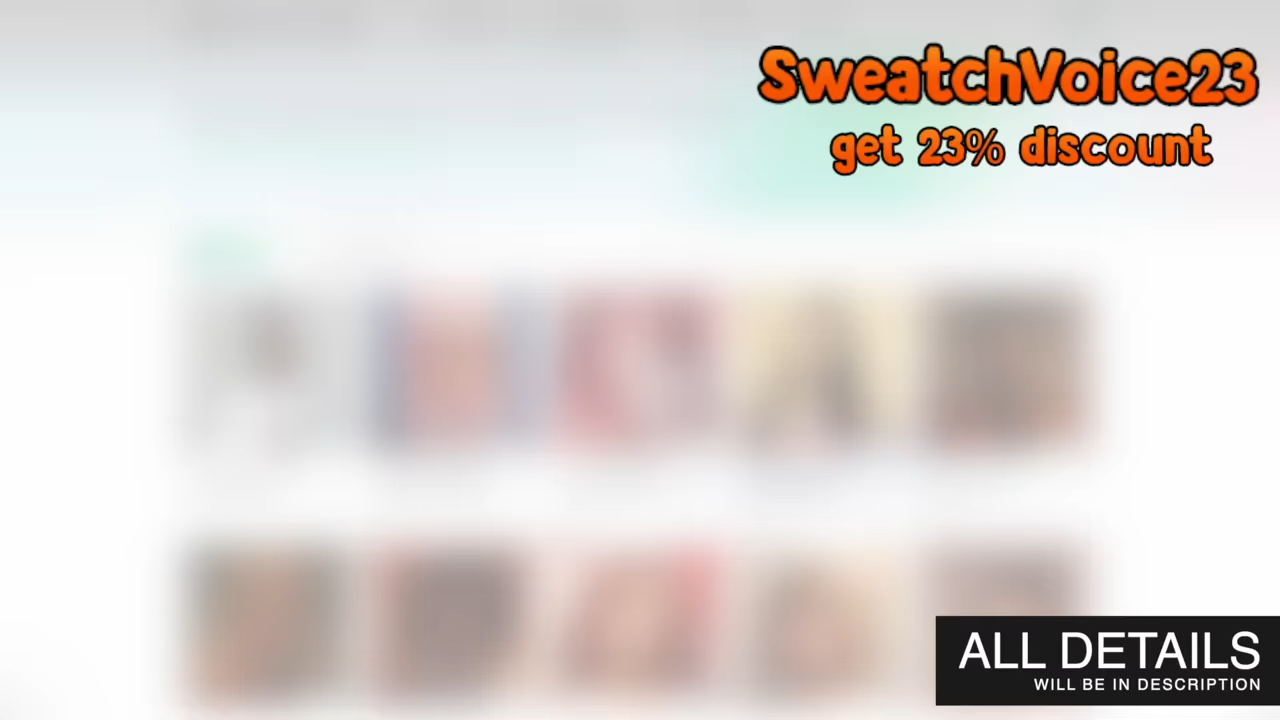 SweatchVoice23
get 23% discount
ALL DETAILS
WILL BE IN DESCRIPTION